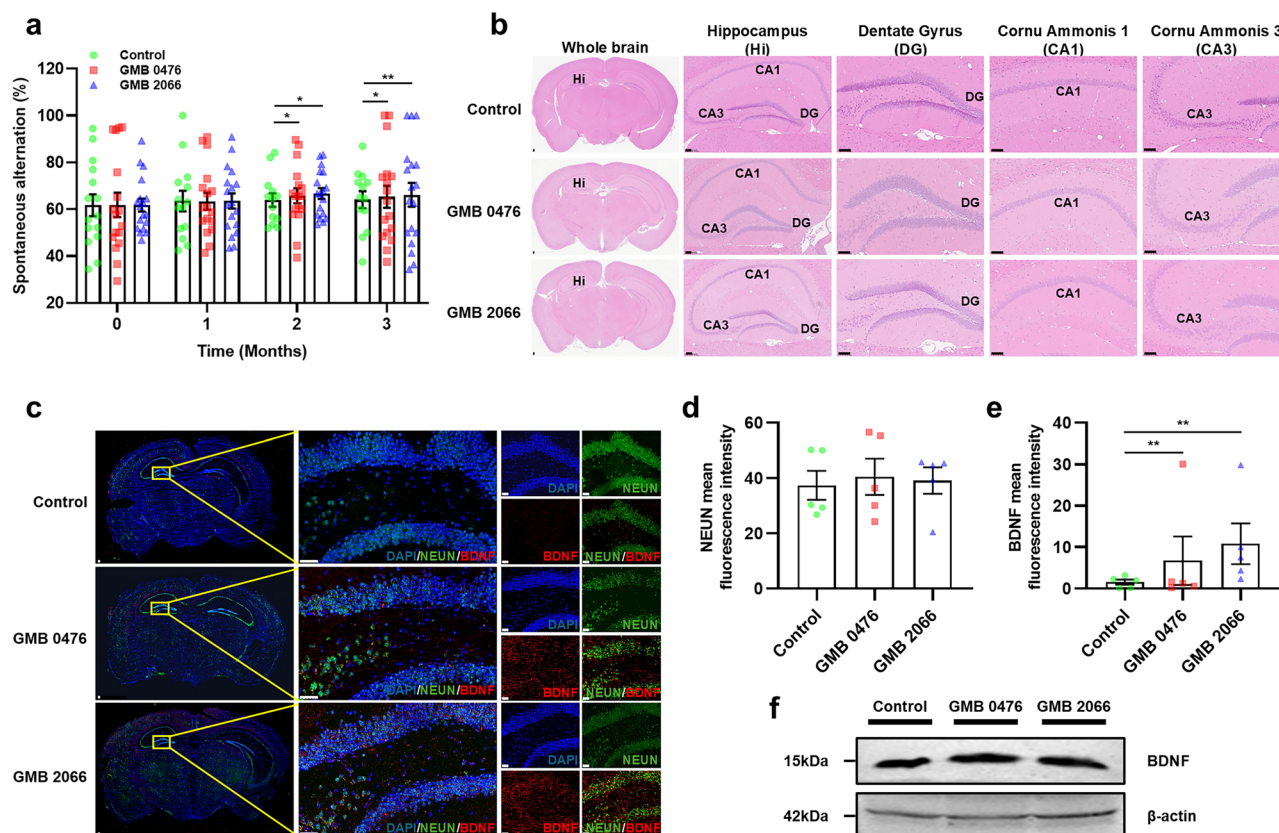 a
Control
GMB 0476
GMB 2066
Spontaneous alternation (%)
120
100
80
60
40
20
* * * **
0 1 2 3
Time (Months)
b
Whole brain
Hippocampus
(Hi)
Dentate Gyrus
(DG)
Cornu Ammonis 1
(CA1)
Cornu Ammonis 3
(CA3)
Control
Hi
CA1
CA3
DG
DG
CA1
CA3
GMB 0476
Hi
CA1
CA3
DG
DG
CA1
CA3
GMB 2066
Hi
CA1
CA3
DG
DG
CA1
CA3
c
Control
DAPI/NEUN/BDNF
DAPI
NEUN
BDNF
NEUN/BDNF
GMB 0476
DAPI/NEUN/BDNF
DAPI
NEUN
BDNF
NEUN/BDNF
GMB 2066
DAPI/NEUN/BDNF
DAPI
NEUN
BDNF
NEUN/BDNF
d
NEUN mean
fluorescence intensity
60
40
20
0
Control
GMB 0476
GMB 2066
e
BDNF mean
fluorescence intensity
40
30
20
10
0
**
**
Control
GMB 0476
GMB 2066
f
Control GMB 0476 GMB 2066
15kDa
BDNF
42kDa
β-actin